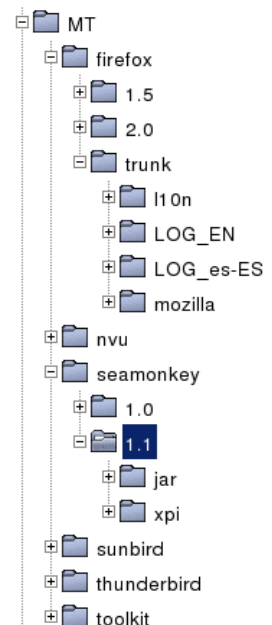 MT
firefox
1.5
2.0
trunk
l10n
LOG_EN
LOG_es-ES
mozilla
nvu
seamonkey
1.0
1.1
jar
xpi
sunbird
thunderbird
toolkit